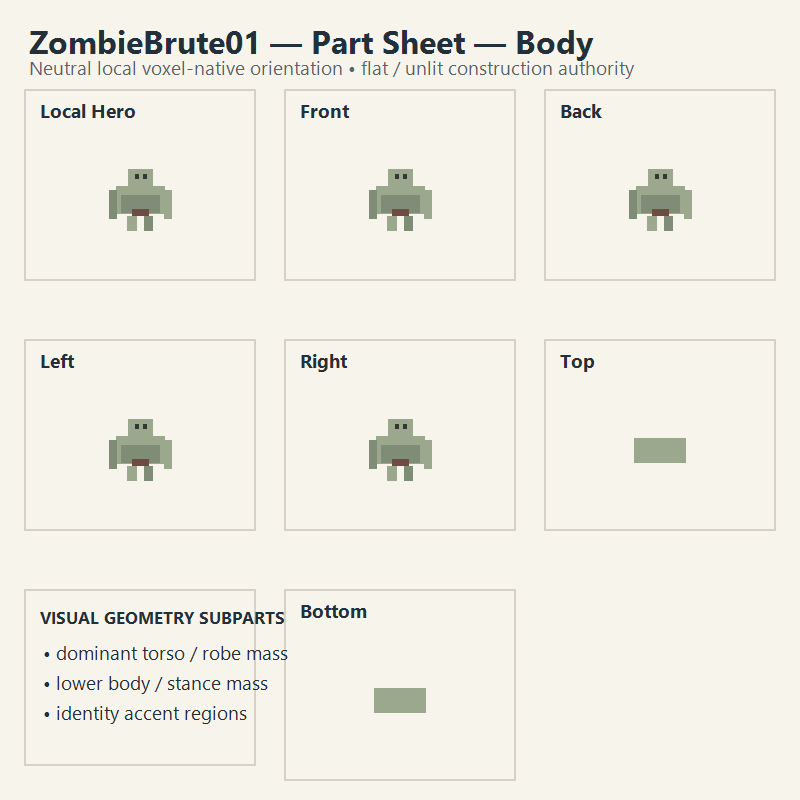 ZombieBrute01 — Part Sheet — Body
Neutral local voxel-native orientation • flat / unlit construction authority
Local Hero
Front
Back
Left
Right
Top
VISUAL GEOMETRY SUBPARTS
• dominant torso / robe mass
• lower body / stance mass
• identity accent regions
Bottom